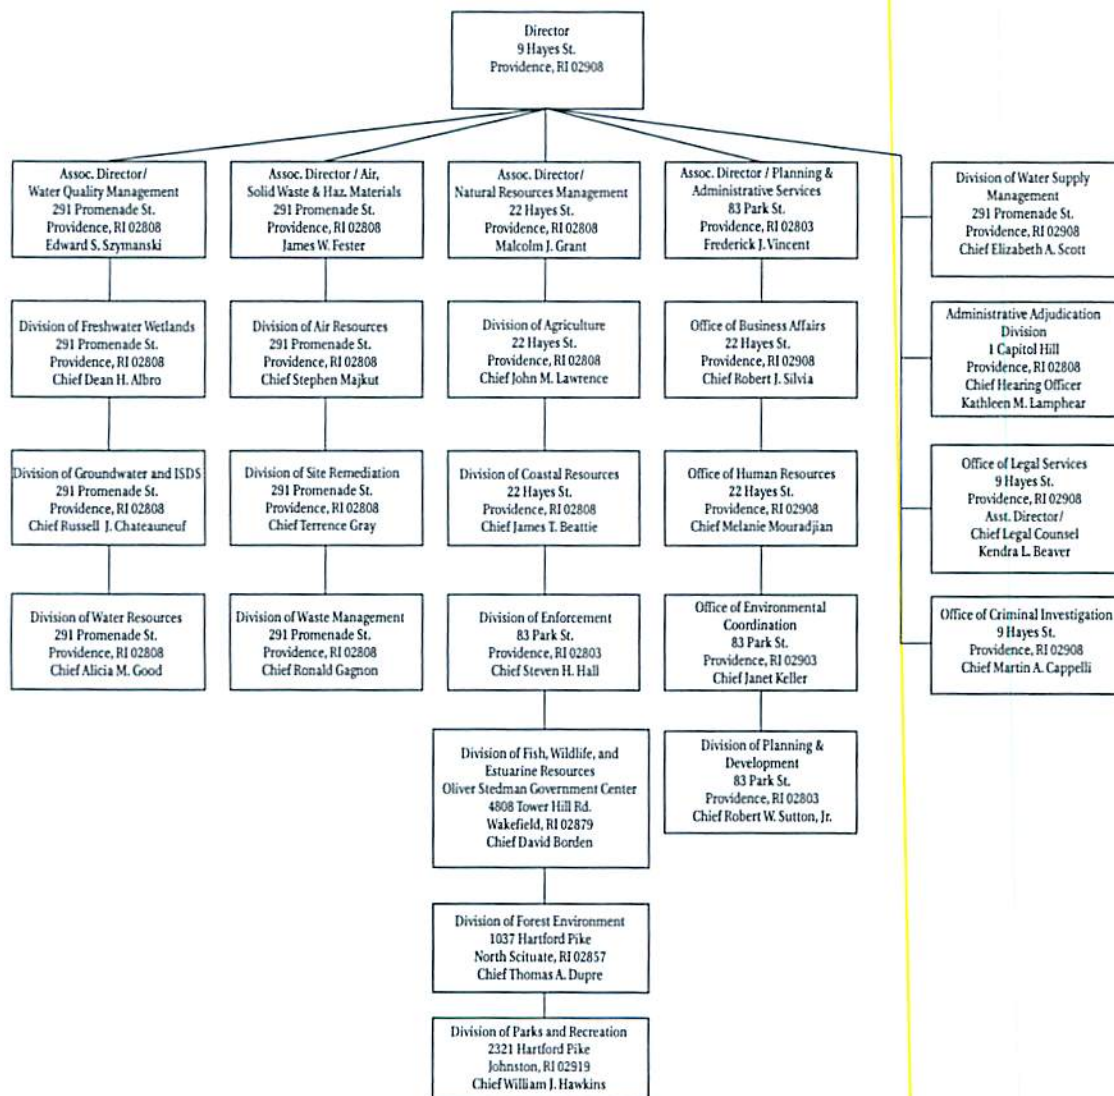 Director
9 Hayes St.
Providence, RI 02908
Assoc. Director/
Water Quality Management
291 Promenade St.
Providence, RI 02808
Edward S. Szymanski
Assoc. Director / Air,
Solid Waste & Haz. Materials
291 Promenade St.
Providence, RI 02808
James W. Fester
Assoc. Director/
Natural Resources Management
22 Hayes St.
Providence, RI 02808
Malcolm J. Grant
Assoc. Director / Planning &
Administrative Services
83 Park St.
Providence, RI 02803
Frederick J. Vincent
Division of Water Supply
Management
291 Promenade St.
Providence, RI 02908
Chief Elizabeth A. Scott
Division of Freshwater Wetlands
291 Promenade St.
Providence, RI 02808
Chief Dean H. Albro
Division of Air Resources
291 Promenade St.
Providence, RI 02808
Chief Stephen Majkut
Division of Agriculture
22 Hayes St.
Providence, RI 02808
Chief John M. Lawrence
Office of Business Affairs
22 Hayes St.
Providence, RI 02908
Chief Robert J. Silvia
Administrative Adjudication
Division
1 Capitol Hill
Providence, RI 02808
Chief Hearing Officer
Kathleen M. Lamphear
Division of Groundwater and ISDS
291 Promenade St.
Providence, RI 02808
Chief Russell J. Chateauneuf
Division of Site Remediation
291 Promenade St.
Providence, RI 02808
Chief Terrence Gray
Division of Coastal Resources
22 Hayes St.
Providence, RI 02808
Chief James T. Beattie
Office of Human Resources
22 Hayes St.
Providence, RI 02908
Chief Melanie Mouradjian
Office of Legal Services
9 Hayes St.
Providence, RI 02908
Asst. Director/
Chief Legal Counsel
Kendra L. Beaver
Division of Water Resources
291 Promenade St.
Providence, RI 02808
Chief Alicia M. Good
Division of Waste Management
291 Promenade St.
Providence, RI 02808
Chief Ronald Gagnon
Division of Enforcement
83 Park St.
Providence, RI 02803
Chief Steven H. Hall
Office of Environmental
Coordination
83 Park St.
Providence, RI 02903
Chief Janet Keller
Office of Criminal Investigation
9 Hayes St.
Providence, RI 02908
Chief Martin A. Cappelli
Division of Fish, Wildlife, and
Estuarine Resources
Oliver Stedman Government Center
4808 Tower Hill Rd.
Wakefield, RI 02879
Chief David Borden
Division of Planning &
Development
83 Park St.
Providence, RI 02803
Chief Robert W. Sutton, Jr.
Division of Forest Environment
1037 Hartford Pike
North Scituate, RI 02857
Chief Thomas A. Dupre
Division of Parks and Recreation
2321 Hartford Pike
Johnston, RI 02919
Chief William J. Hawkins